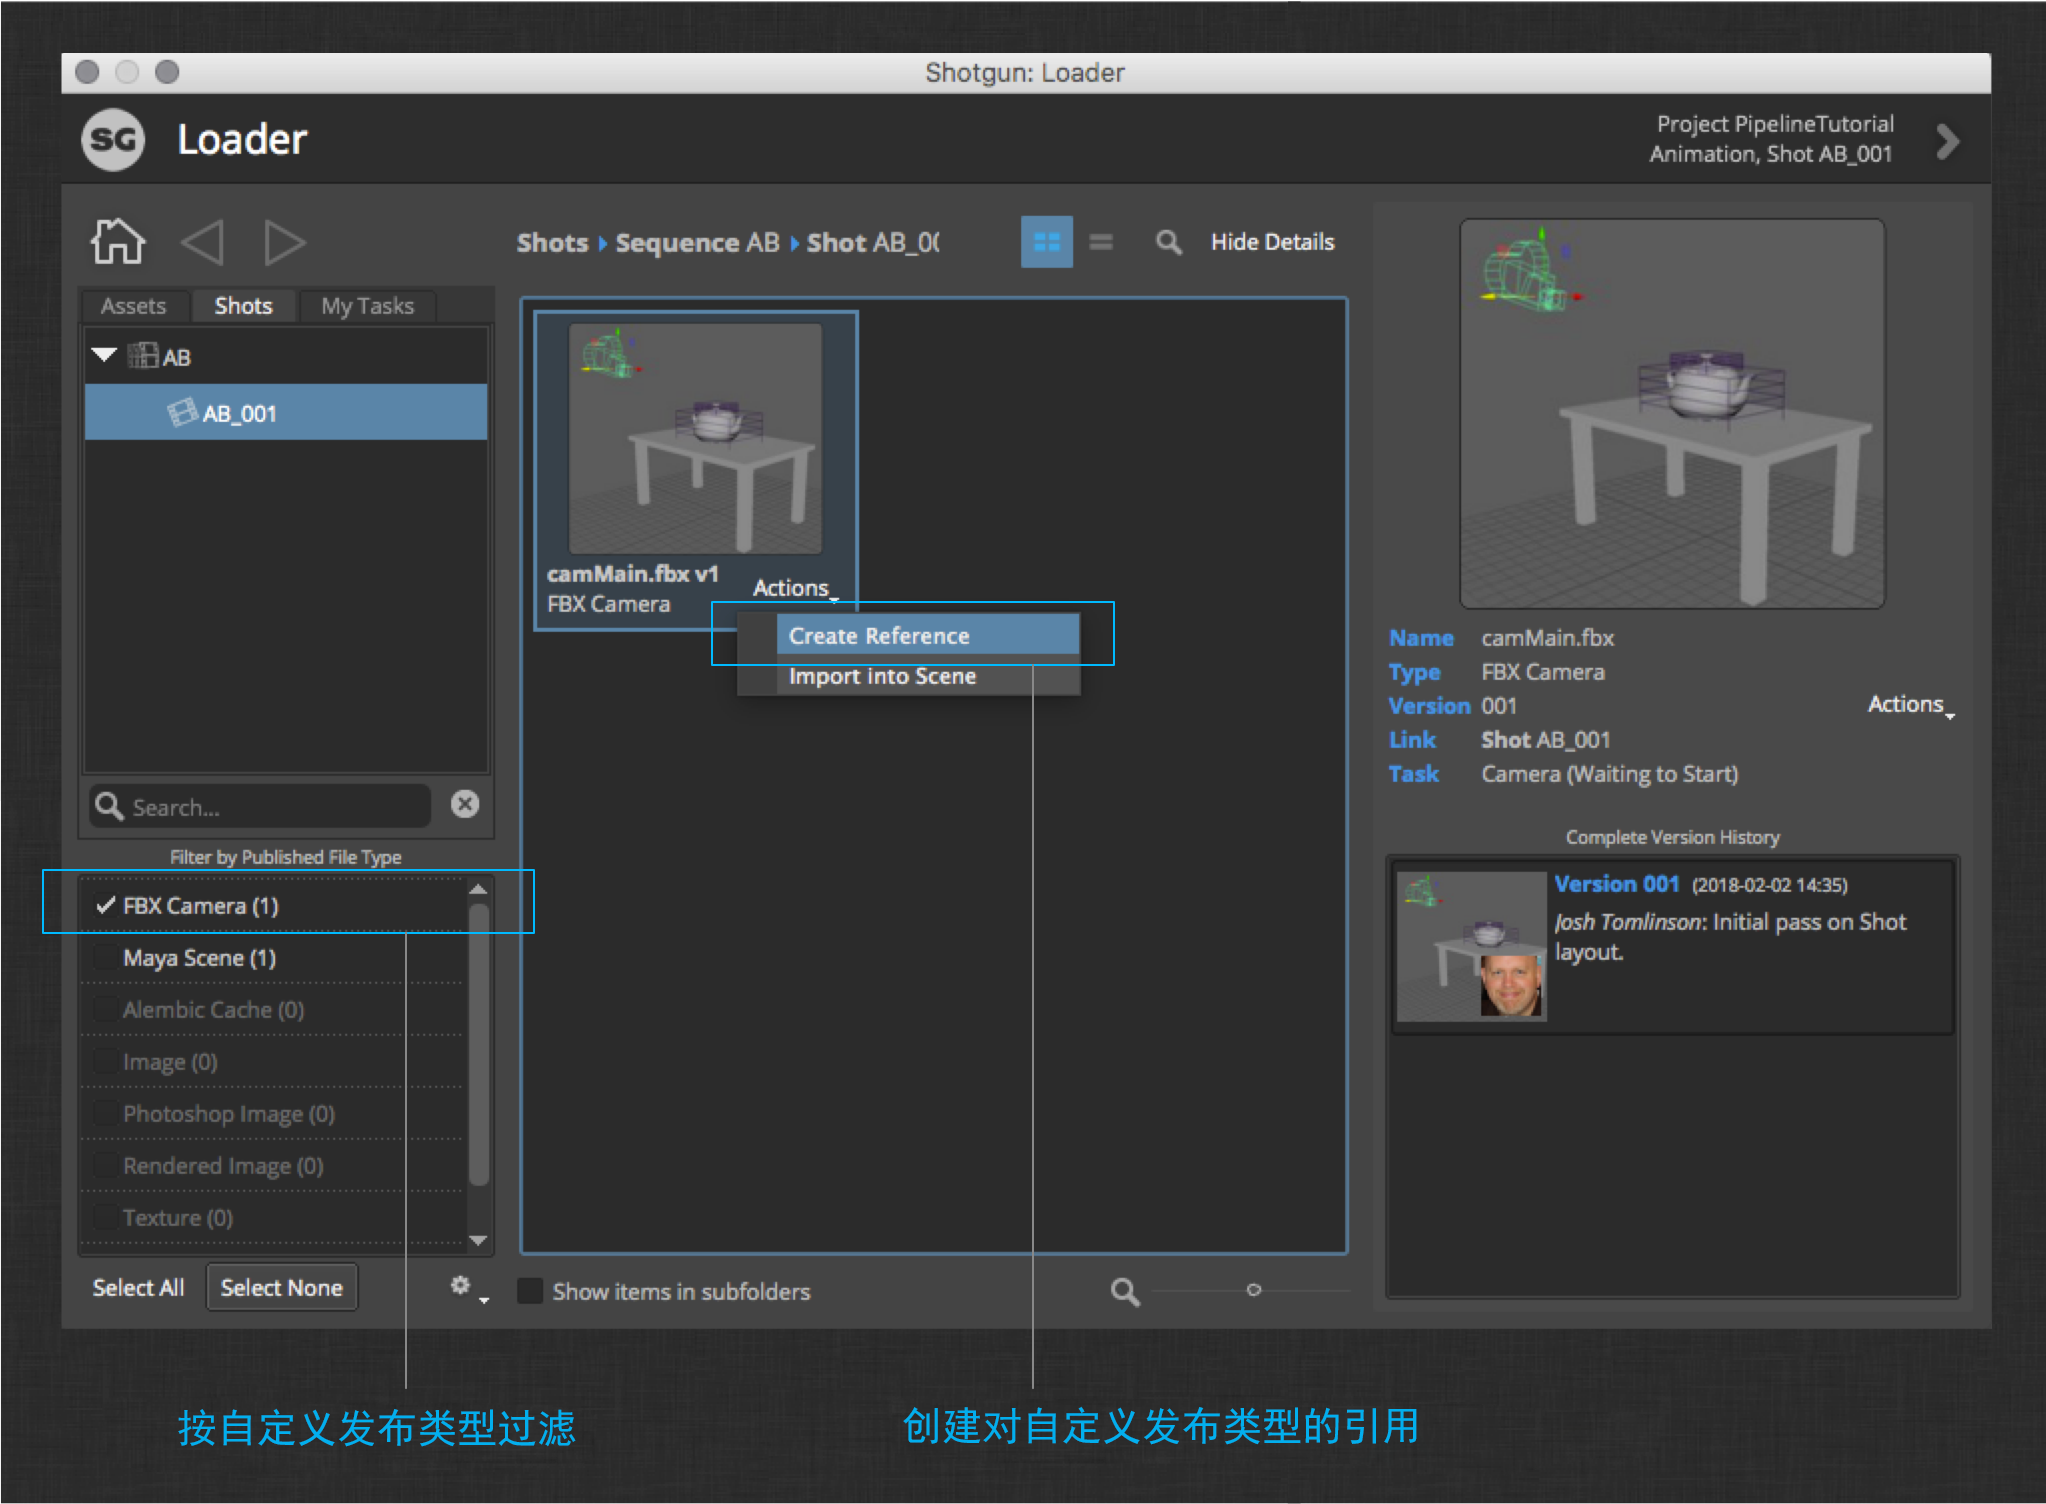 Shotgun: Loader
SG Loader
Project PipelineTutorial
Animation, Shot AB_001
Shots Sequence AB Shot AB_0(
Hide Details
Assets Shots My Tasks
AB
AB_001
Search...
Filter by Published File Type
FBX Camera (1)
Maya Scene (1)
Alembic Cache (0)
Image (0)
Photoshop Image (0)
Rendered Image (0)
Texture (0)
Select All Select None
camMain.fbx v1
FBX Camera
Actions
Create Reference
Import into Scene
Show items in subfolders
Name camMain.fbx
Type FBX Camera
Version 001
Actions
Link Shot AB_001
Task Camera (Waiting to Start)
Complete Version History
Version 001 (2018-02-02 14:35)
Josh Tomlinson: Initial pass on Shot
layout.
按自定义发布类型过滤
创建对自定义发布类型的引用